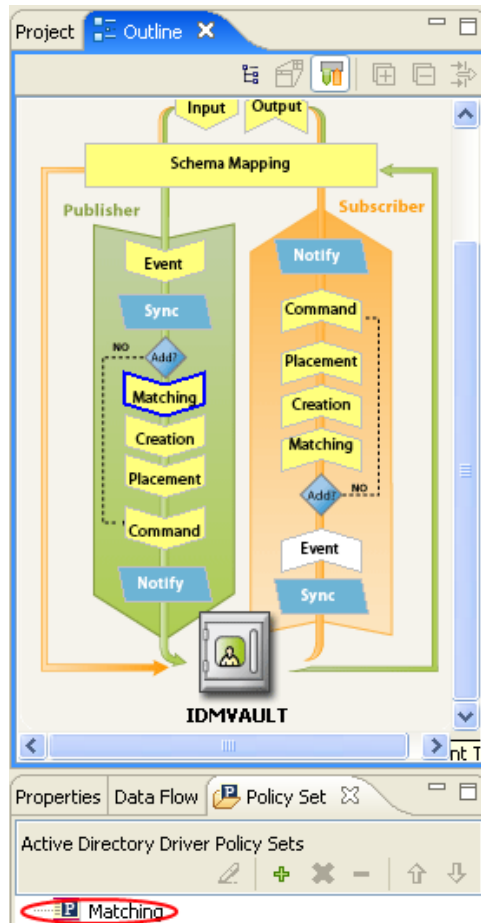 Project Outline
Input Output
Schema Mapping
Publisher
Subscriber
Event
Sync
NO
Add?
Matching
Creation
Placement
Command
Notify
Notify
Command
Placement
Creation
Matching
Add?
NO
Event
Sync
IDMVAULT
nt T
Properties Data Flow Policy Set
Active Directory Driver Policy Sets
P Matching